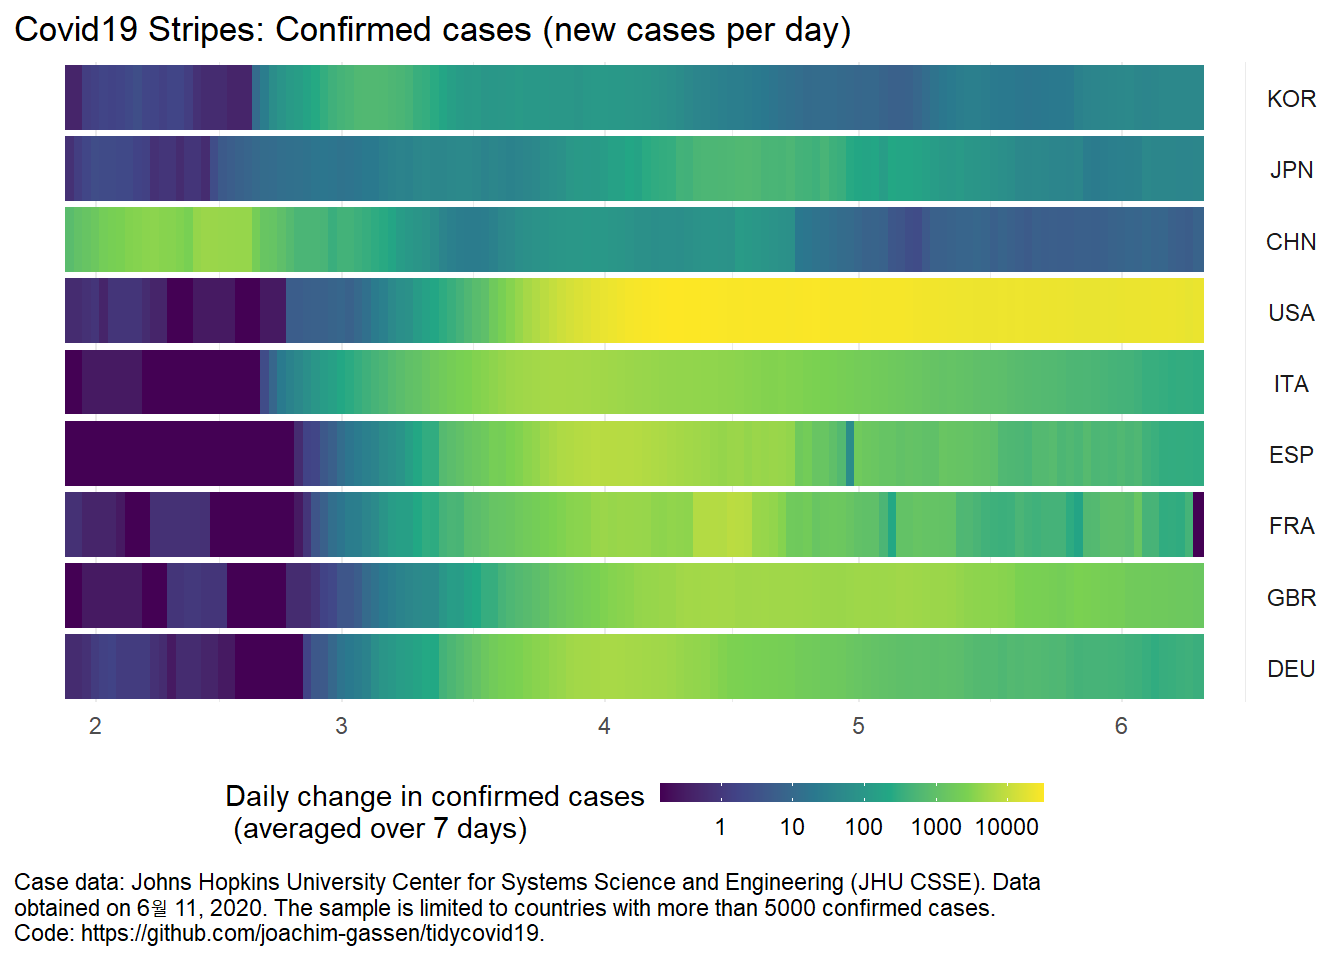 Covid19 Stripes: Confirmed cases (new cases per day)
KOR
JPN
CHN
USA
ITA
ESP
FRA
GBR
DEU
2 3 4 5 6
Daily change in confirmed cases
(averaged over 7 days)
1 10 100 1000 10000
Case data: Johns Hopkins University Center for Systems Science and Engineering (JHU CSSE). Data
obtained on 6월 11, 2020. The sample is limited to countries with more than 5000 confirmed cases.
Code: https://github.com/joachim-gassen/tidycovid19.